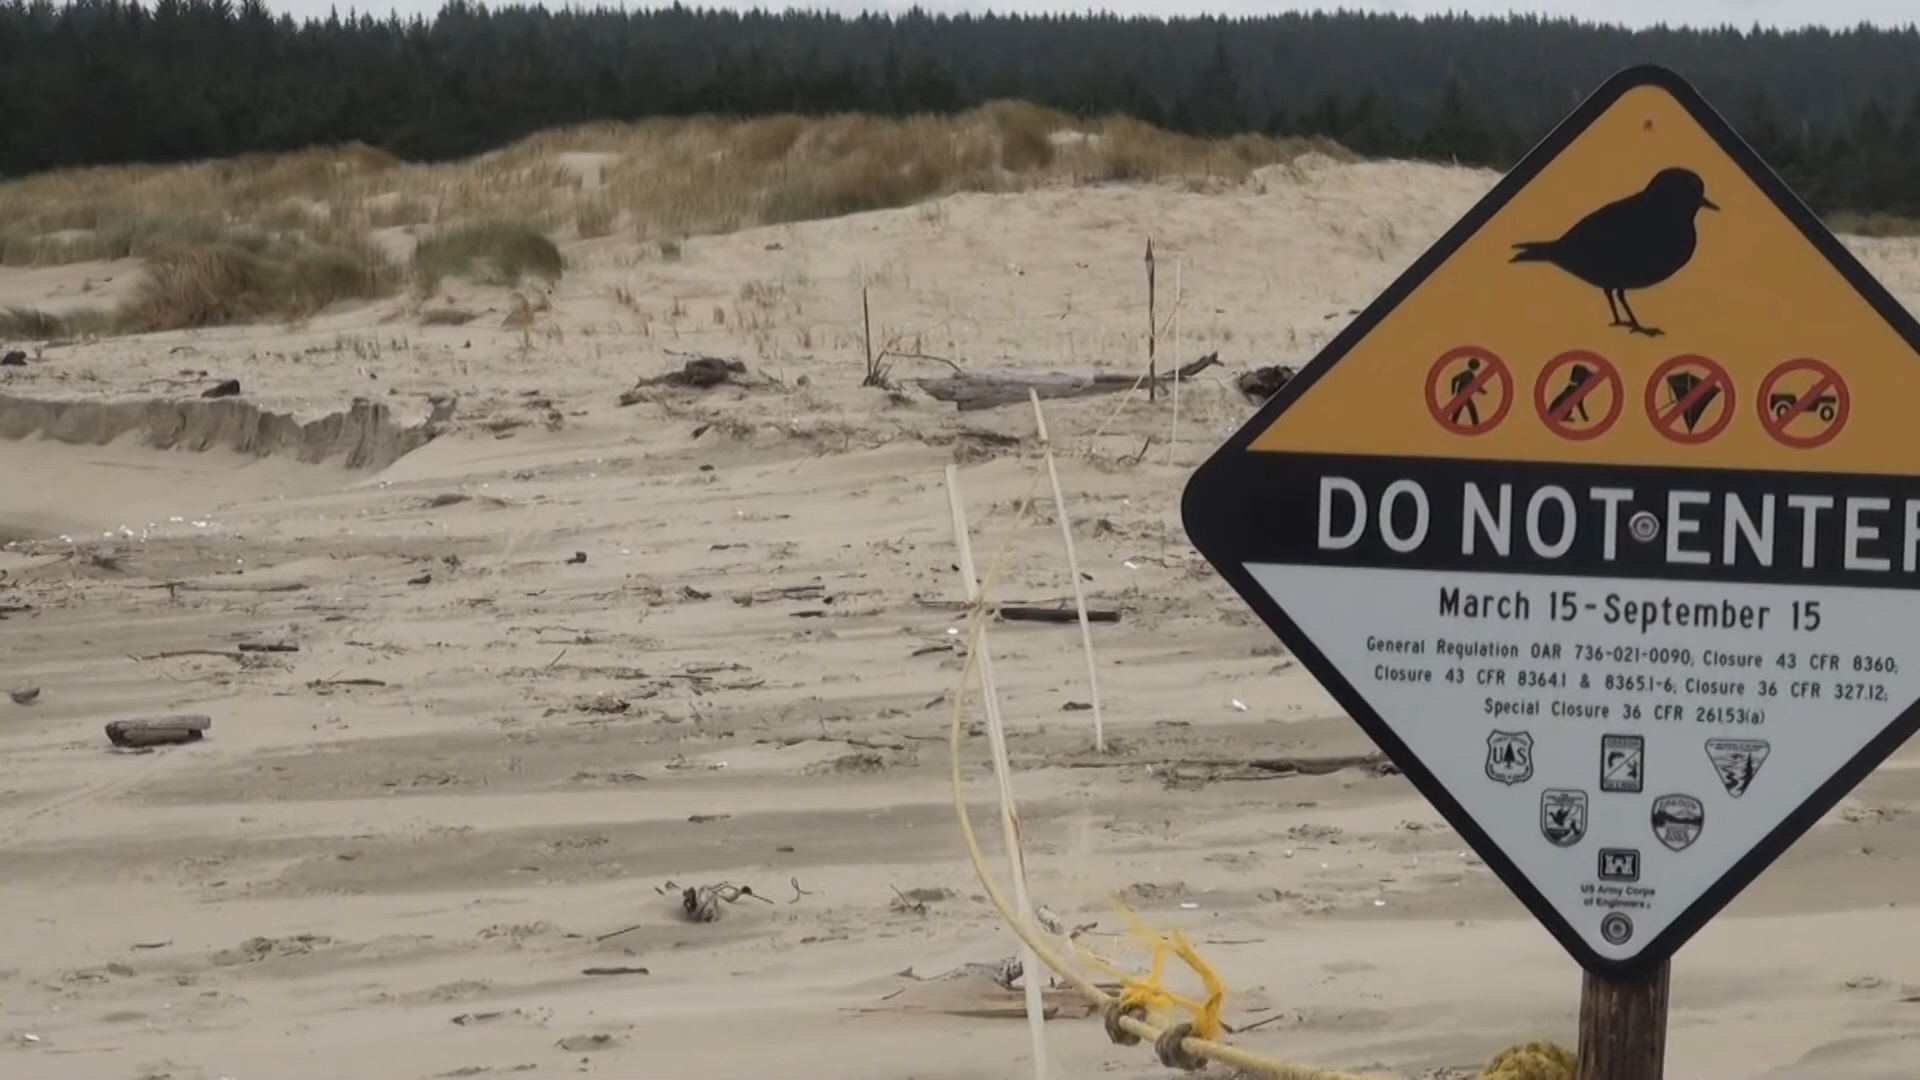 DO NOT ENTER
March 15-September 15
General Regulation OAR 736-021-0090; Closure 43 CFR 8360;
Closure 43 CFR 8364.1 & 8365.1-6; Closure 36 CFR 327.12;
Special Closure 36 CFR 261.53(a)
US
US Army Corps
of Engineers